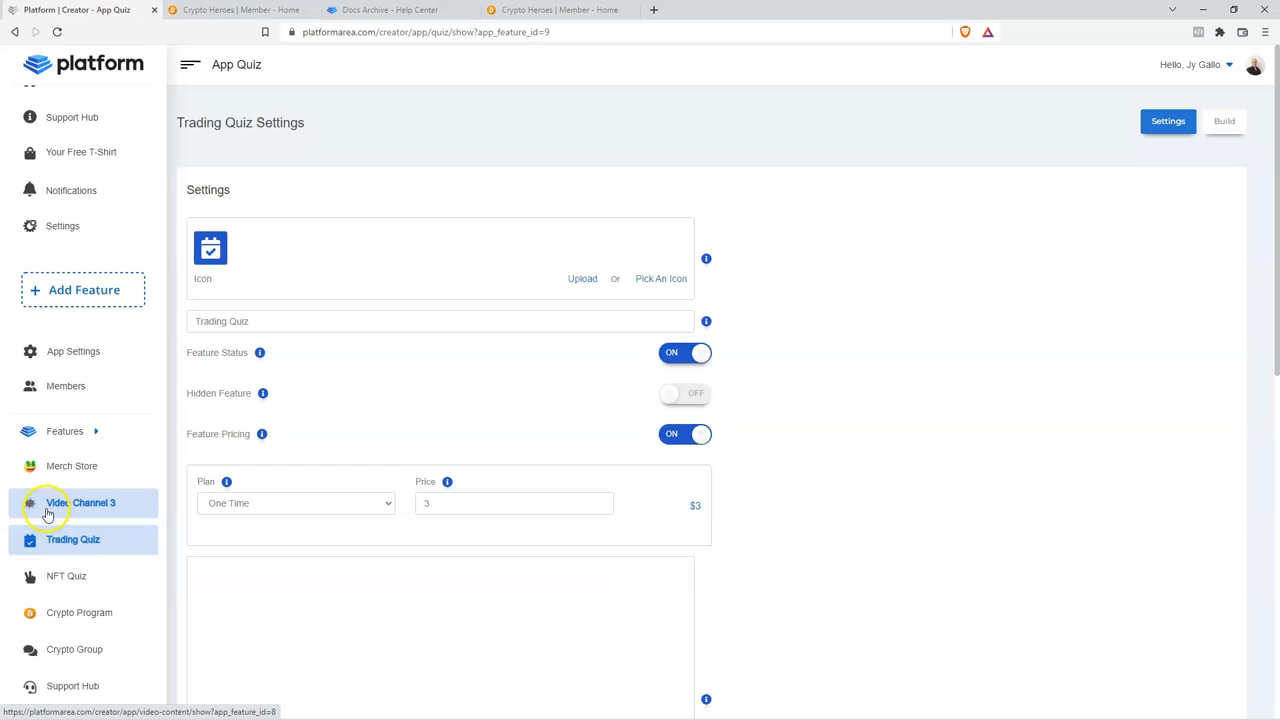 Platform | Creator - App Quiz
Crypto Heroes | Member - Home
Docs Archive - Help Center
Crypto Heroes | Member - Home
platformarea.com/creator/app/quiz/show?app_feature_id=9
platform
App Quiz
Hello, Jy Gallo
Support Hub
Your Free T-Shirt
Notifications
Settings
+ Add Feature
App Settings
Members
Features
Merch Store
Video Channel 3
Trading Quiz
NFT Quiz
Crypto Program
Crypto Group
Support Hub
Trading Quiz Settings
Settings
Build
Settings
Icon
Upload Or Pick An Icon
Trading Quiz
Feature Status
ON
Hidden Feature
OFF
Feature Pricing
ON
Plan
Price
One Time
3
$3
https://platformarea.com/creator/app/video-content/show?app_feature_id=8